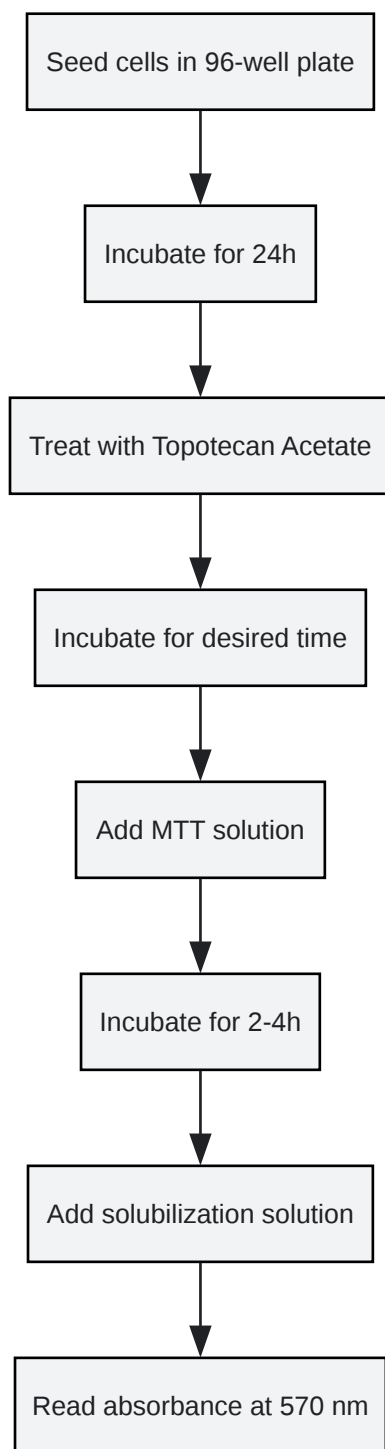 Seed cells in 96-well plate
Incubate for 24h
Treat with Topotecan Acetate
Incubate for desired time
Add MTT solution
Incubate for 2-4h
Add solubilization solution
Read absorbance at 570 nm